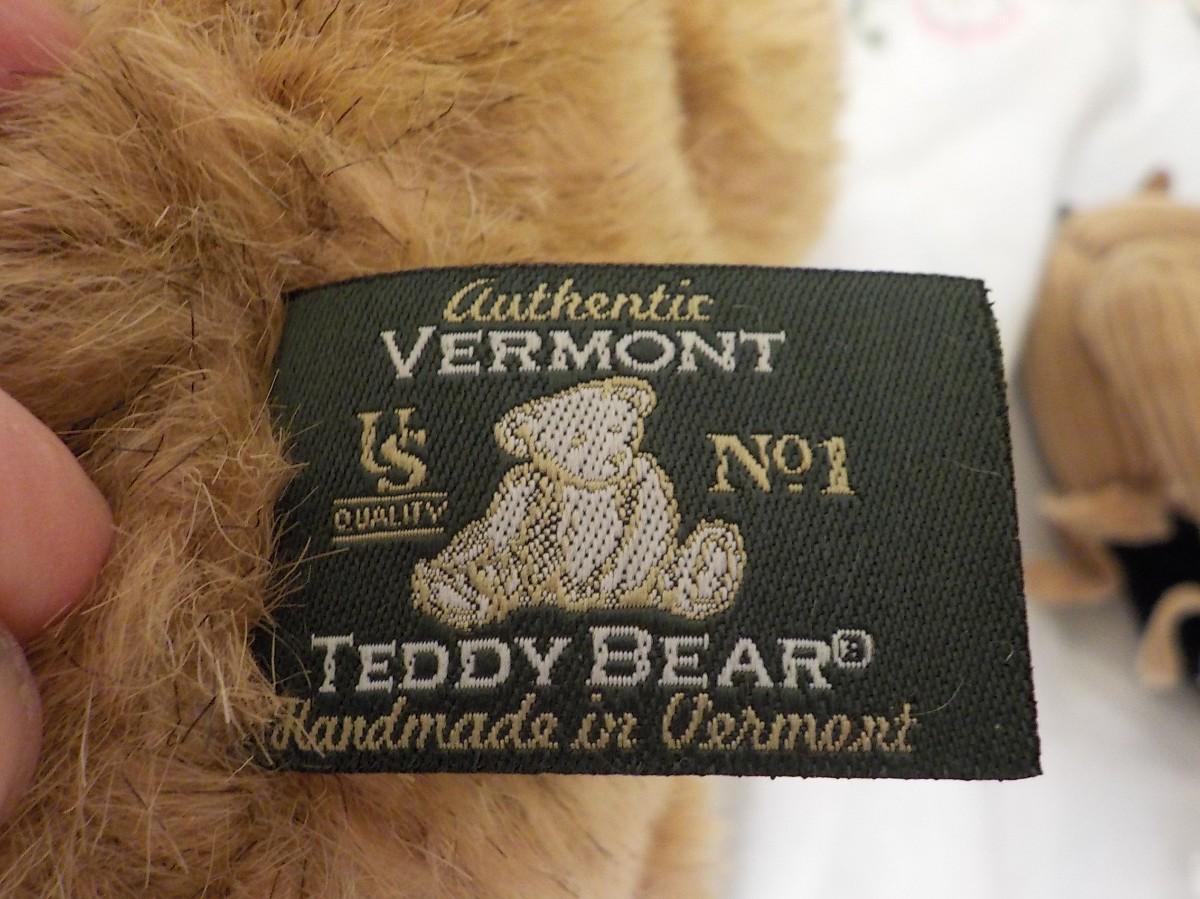 Authentic
VERMONT
US
QUALITY
No1
TEDDY BEAR®
Handmade in Vermont